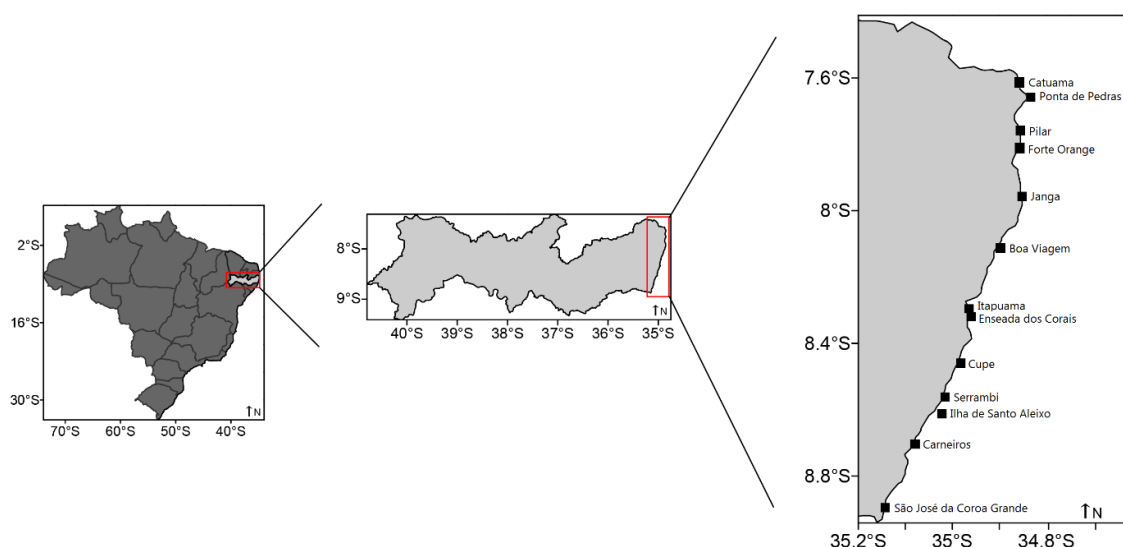 2°S
16°S
30°S
70°S
60°S
50°S
40°S
↑N
8°S
9°S
40°S
39°S
38°S
37°S
36°S
35°S
↑N
7.6°S
8°S
8.4°S
8.8°S
Catuama
Ponta de Pedras
Pilar
Forte Orange
Janga
Boa Viagem
Itapuama
Enseada dos Corais
Cupe
Serrambi
Ilha de Santo Aleixo
Carneiros
São José da Coroa Grande
↑N
35.2°S
35°S
34.8°S